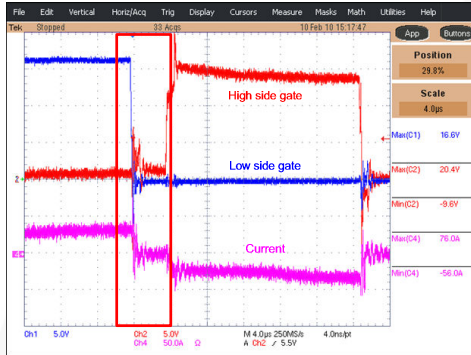 File Edit Vertical Horiz/Acq Trig Display Cursors Measure Masks Math Utilities Help
Tek Stopped 33 Acqs 10 Feb 10 15:17:47
App Buttons
Position
29.8%
Scale
4.0µs
High side gate
Low side gate
Current
Max(C1) 16.6V
Max(C2) 20.4V
Min(C2) -9.6V
Max(C4) 76.0A
Min(C4) -56.0A
2
Ch1 5.0V Ch2 5.0V M 4.0µs 250MS/s 4.0ns/pt
Ch4 50.0A Ω A Ch2 / 5.5V